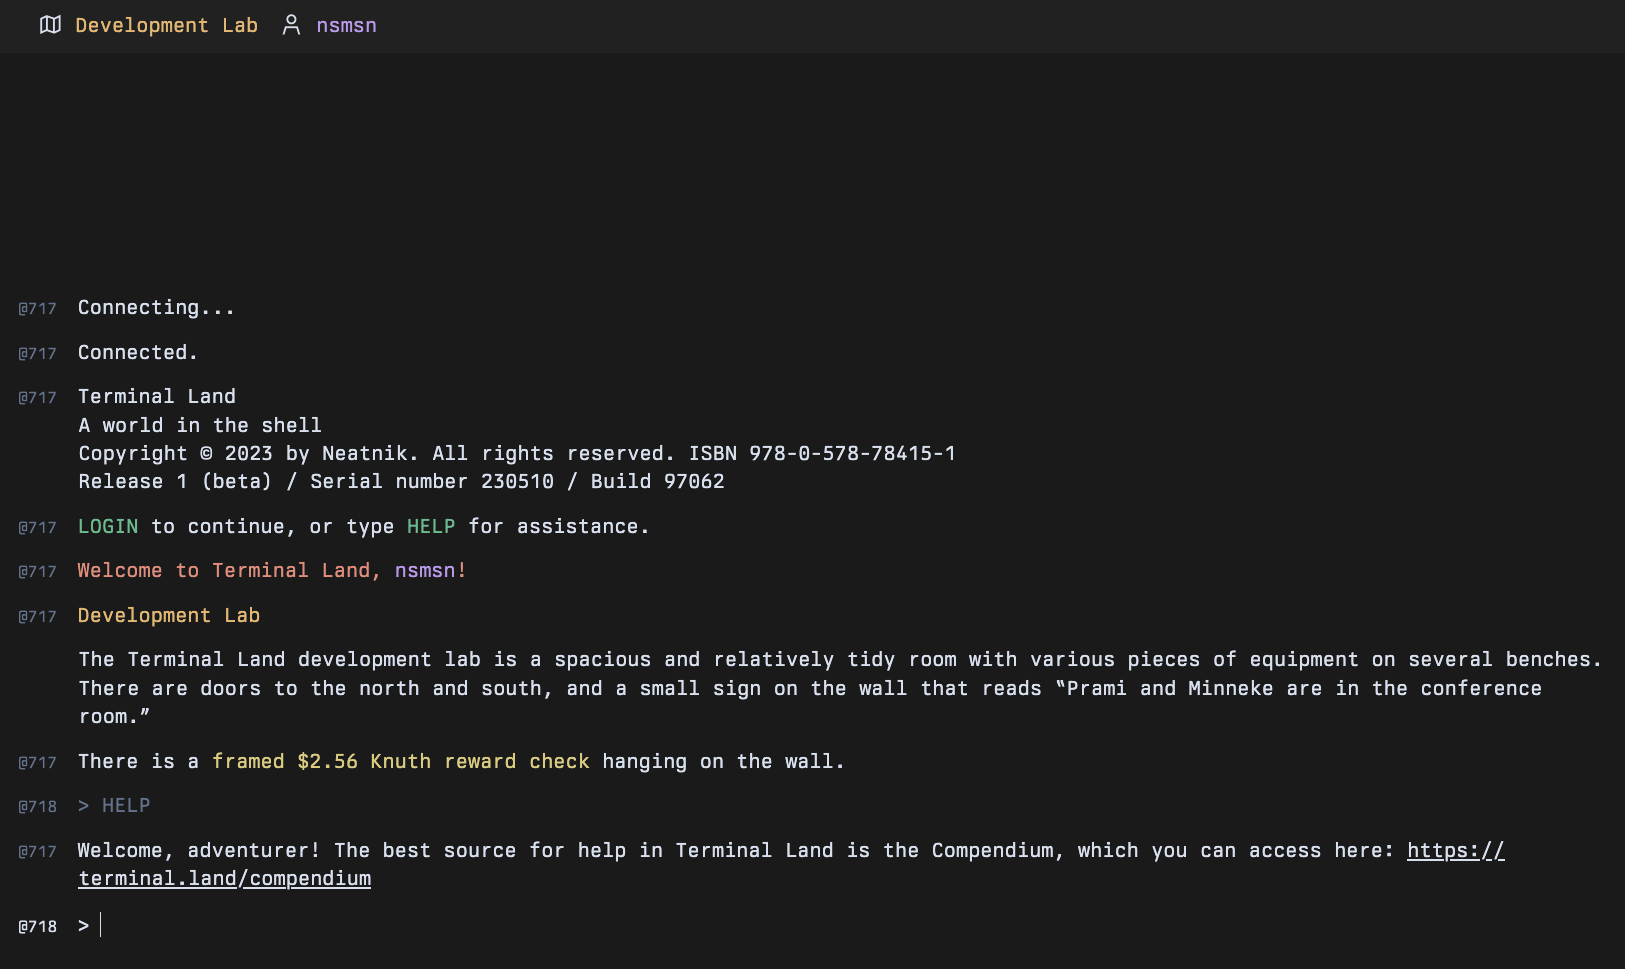 Development Lab nsmsn
@717 Connecting...
@717 Connected.
@717 Terminal Land
A world in the shell
Copyright © 2023 by Neatnik. All rights reserved. ISBN 978-0-578-78415-1
Release 1 (beta) / Serial number 230510 / Build 97062
@717 LOGIN to continue, or type HELP for assistance.
@717 Welcome to Terminal Land, nsmsn!
@717 Development Lab
The Terminal Land development lab is a spacious and relatively tidy room with various pieces of equipment on several benches.
There are doors to the north and south, and a small sign on the wall that reads “Prami and Minneke are in the conference
room.”
@717 There is a framed $2.56 Knuth reward check hanging on the wall.
@718 > HELP
@717 Welcome, adventurer! The best source for help in Terminal Land is the Compendium, which you can access here: https://
terminal.land/compendium
@718 >